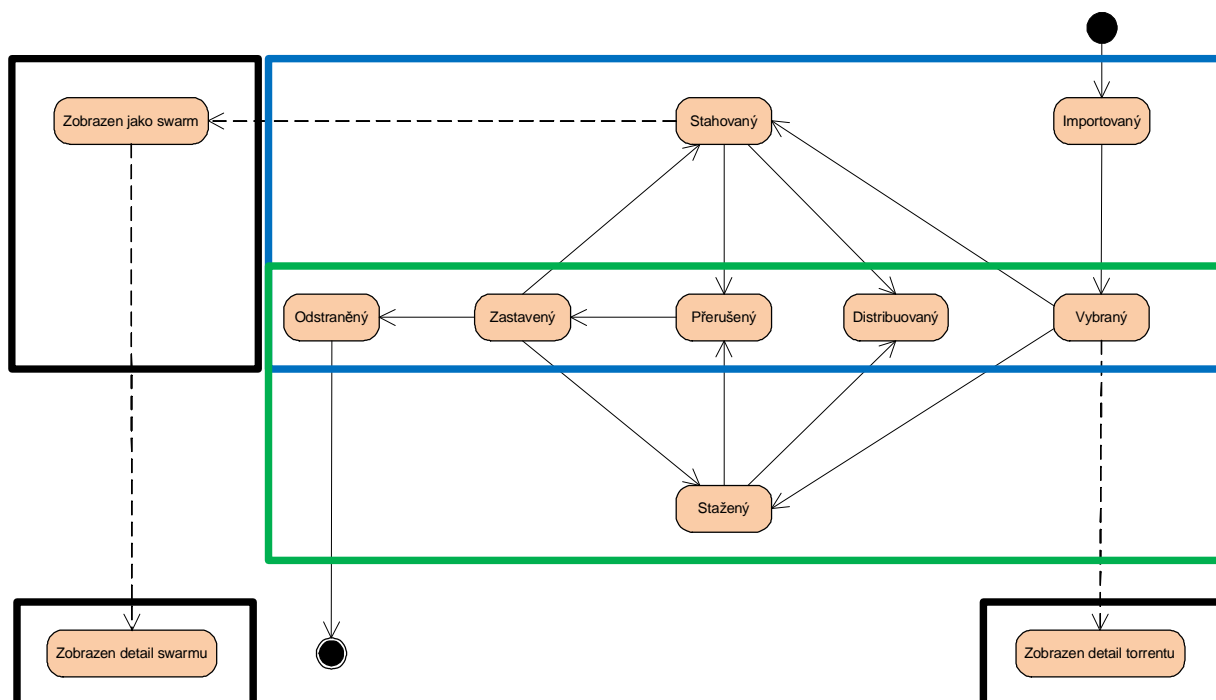 Zobrazen jako swarm
Stahovaný
Importovaný
Odstraněný
Zastavený
Přerušený
Distribuovaný
Vybraný
Stažený
Zobrazen detail swarmu
Zobrazen detail torrentu